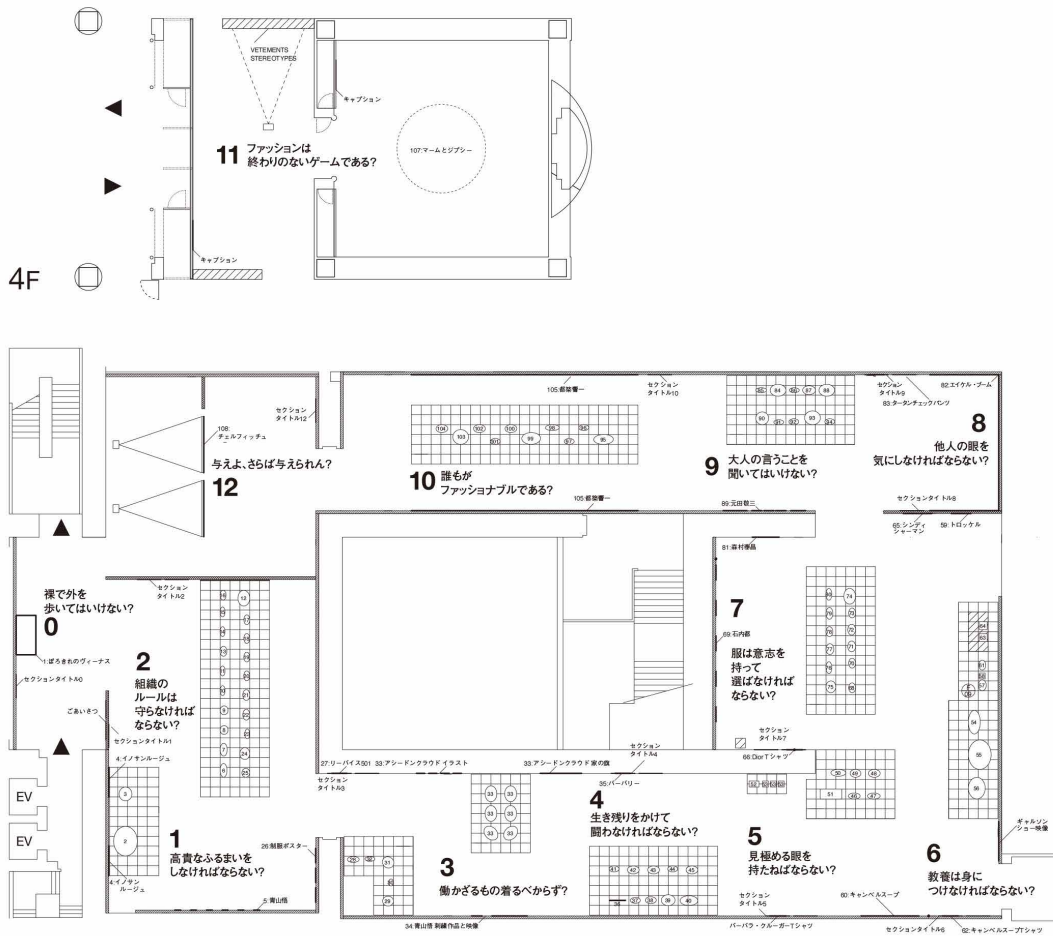 VETEMENTS
STEREOTYPES
キャプション
11 ファッションは
終わりのないゲームである?
107:マームとジプシー
キャプション
4F
105:都築響一
セクション
タイトル10
セクション
タイトル9
83:タータンチェックパンツ
82:エイケル・ブーム
セクション
タイトル12
108:
チェルフィッチュ
与えよ、さらば与えられん?
12
10 誰もが
ファッショナブルである?
9 大人の言うことを
聞いてはいけない?
8
他人の眼を
気にしなければならない?
105:都築響一
89:元田敬三
セクションタイトル8
65:シンディ
シャーマン
59:トロッケル
81:森村泰昌
セクション
タイトル2
裸で外を
歩いてはいけない?
0
1:ぼろきれのヴィーナス
セクションタイトル0
2
組織の
ルールは
守らなければ
ならない?
ごあいさつ
セクションタイトル1
7
69:石内都
服は意志を
持って
選ばなければ
ならない?
セクション
タイトル7
66:Dior Tシャツ
セクション
タイトル4
27:リーバイス501
33:アシードンクラウド イラスト
33:アシードンクラウド 家の旗
35:バーバリー
セクション
タイトル3
4:イノサンルージュ
EV
EV
4:イノサン
ルージュ
1
高貴なふるまいを
しなければならない?
26:制服ポスター
5:青山悟
3
働かざるもの着るべからず?
34:青山悟 刺繍作品と映像
4
生き残りをかけて
闘わなければならない?
5
見極める眼を
持たねばならない?
セクション
タイトル5
バーバラ・クルーガーTシャツ
60:キャンベルスープ
6
教養は身に
つけなければならない?
セクションタイトル6
62:キャンベルスープTシャツ
ギャルソン
ショー映像